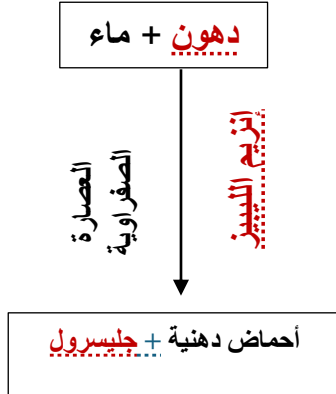 دهون + ماء
إنزيم الليبيز
العصارة
الصفراوية
أحماض دهنية + جليسرول